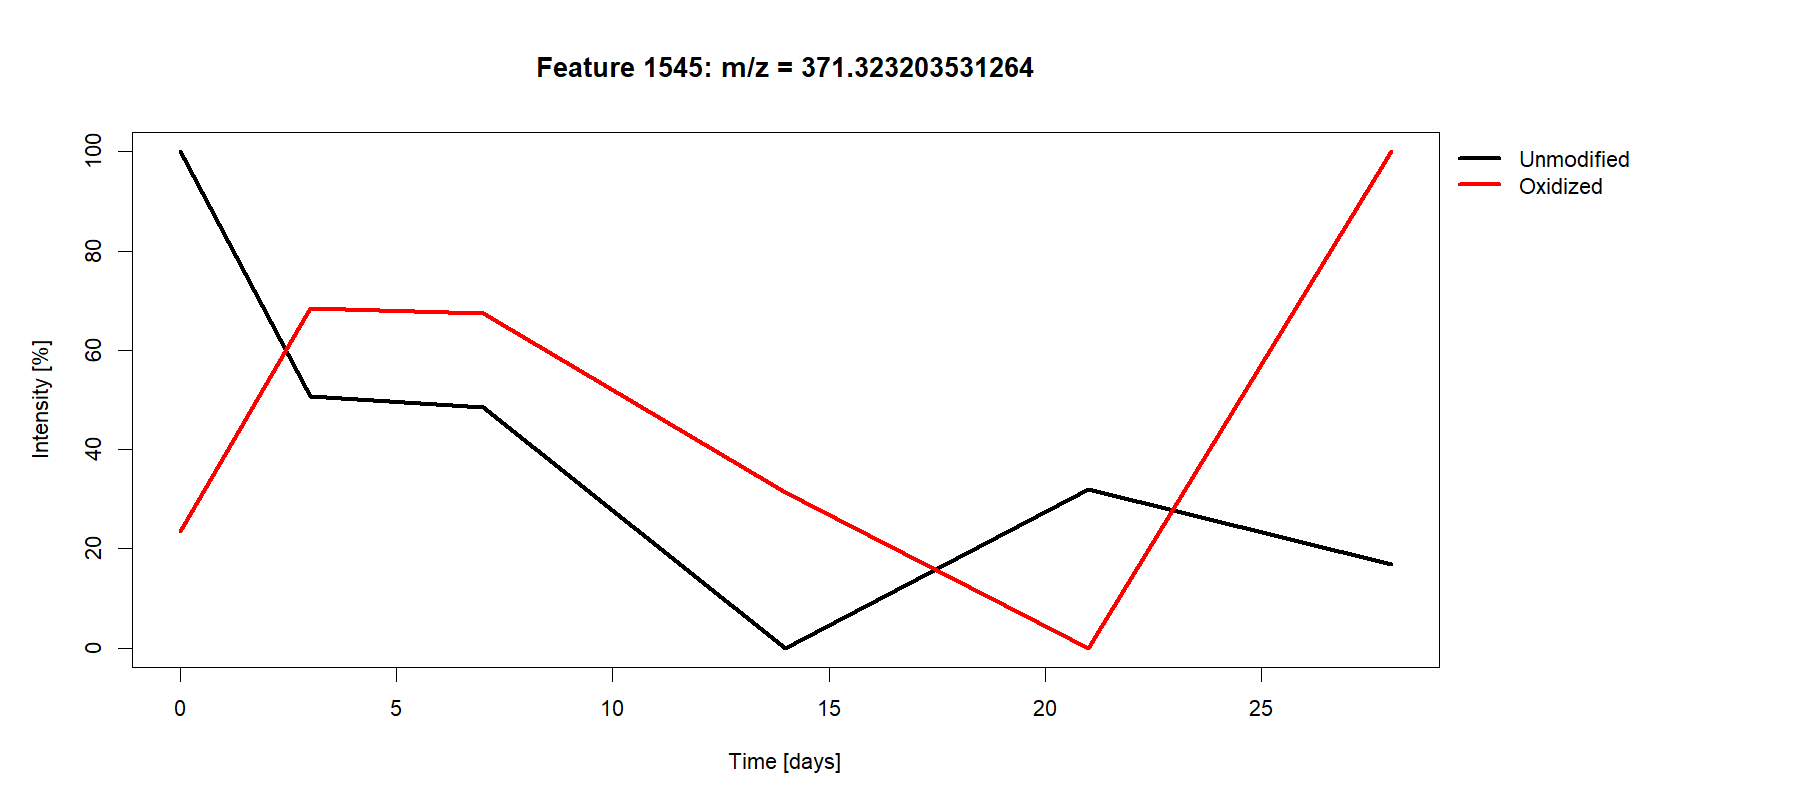 Feature 1545: m/z = 371.323203531264
Unmodified
Oxidized
Intensity [%]
100
80
60
40
20
0
0 5 10 15 20 25
Time [days]